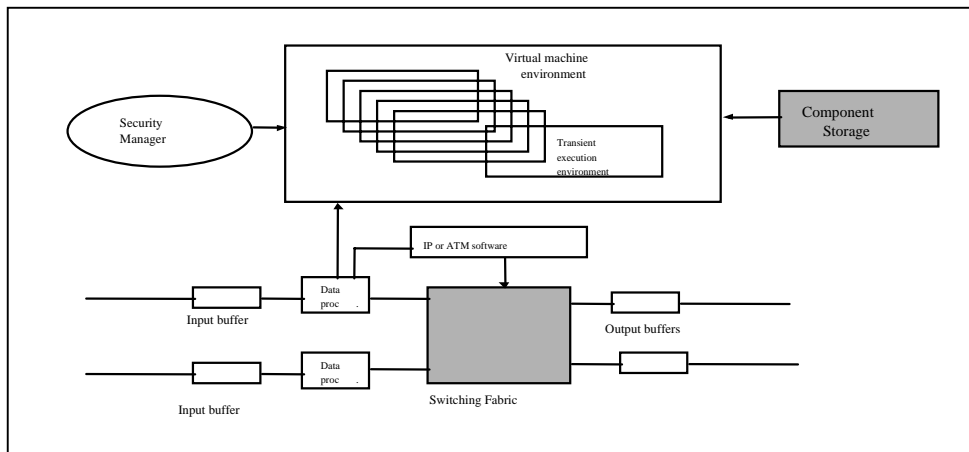 Virtual machine
environment
Security
Manager
Component
Storage
Transient
execution
environment
IP or ATM software
Data
proc .
Input buffer
Output buffers
Data
proc .
Switching Fabric
Input buffer